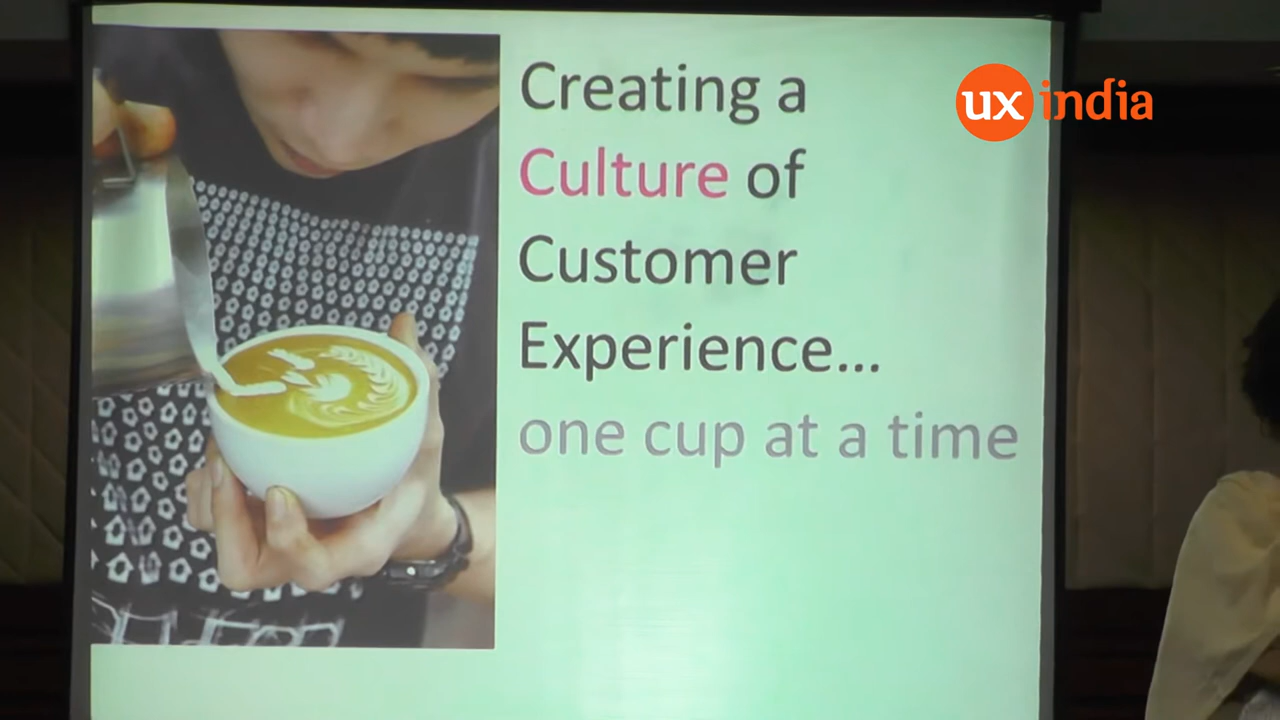 Creating a
Culture of
Customer
Experience...
one cup at a time
ux india